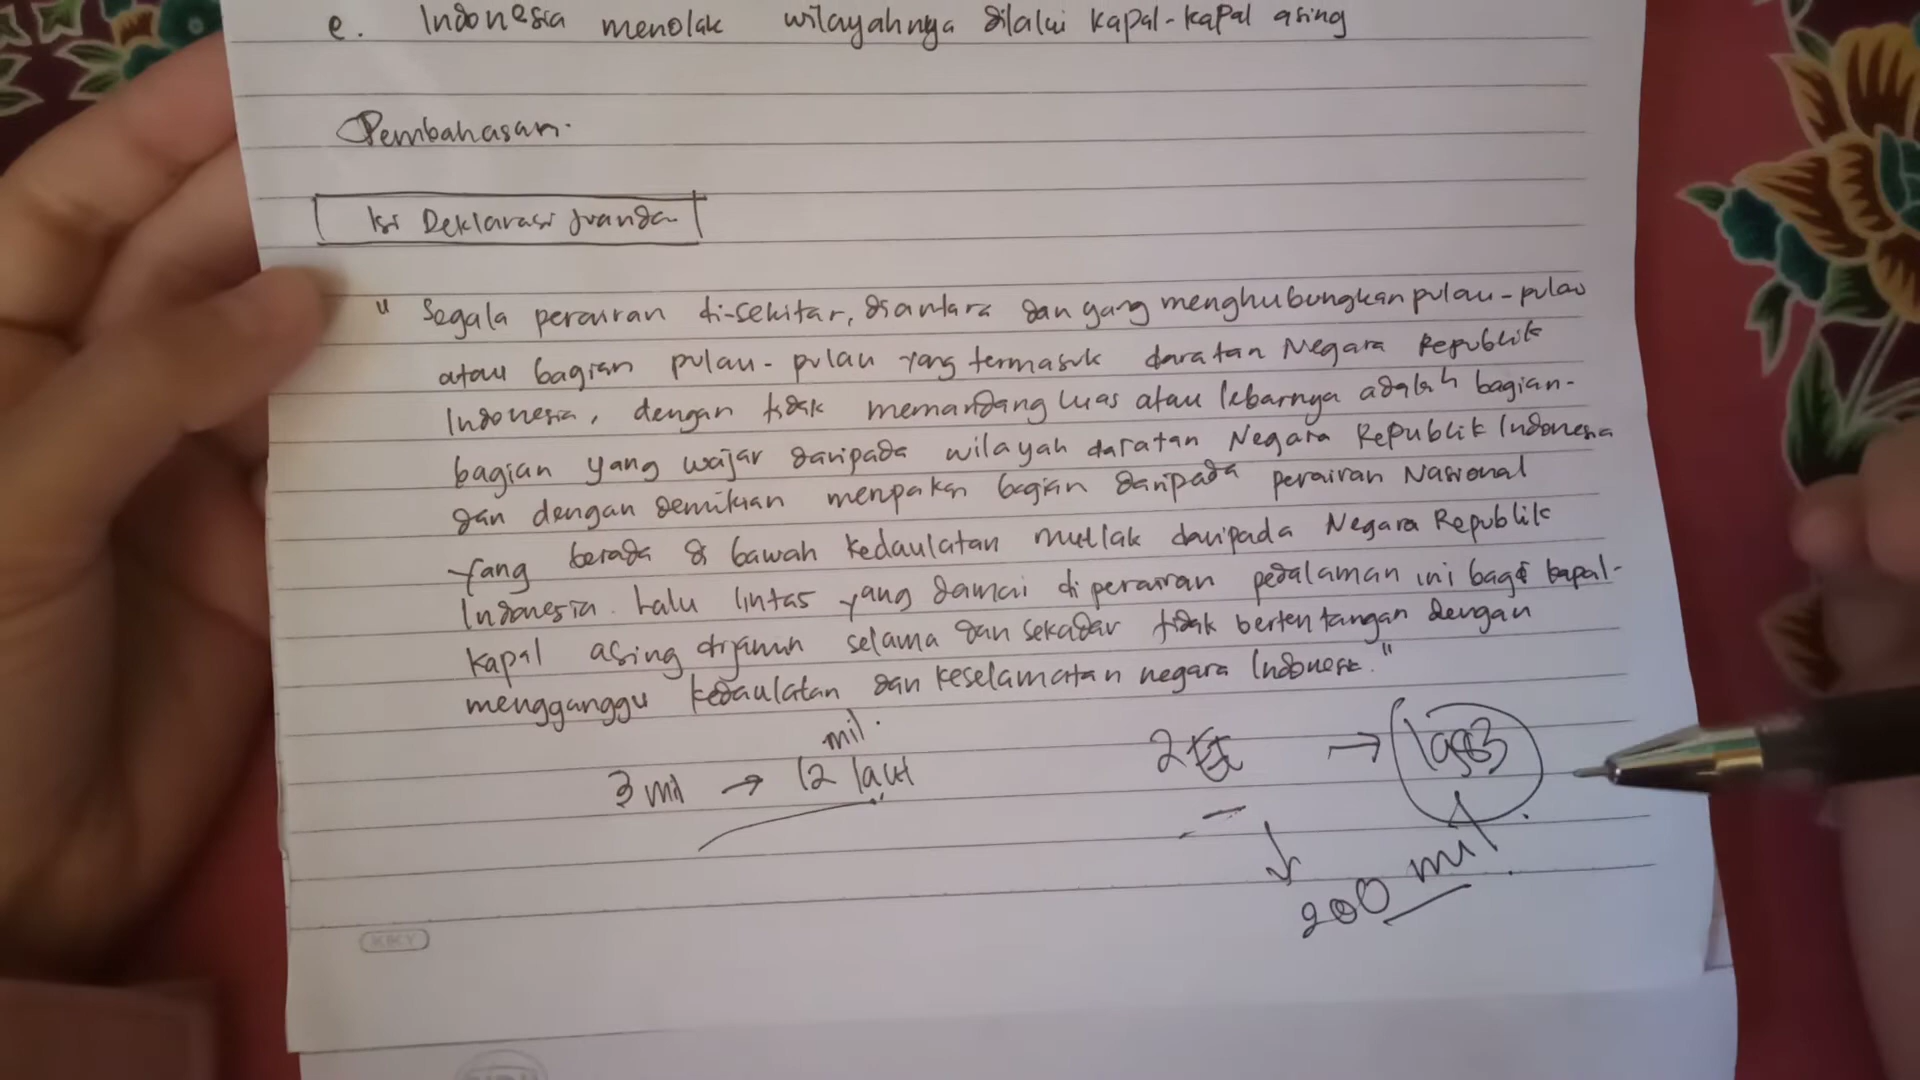 e. Indonesia menolak wilayahnya dilalui kapal-kapal asing
Pembahasan.
Isi Deklarasi Juanda
" Segala perairan di-sekitar, diantara dan yang menghubungkan pulau-pulau
atau bagian pulau-pulau yang termasuk daratan Negara Republik
Indonesia, dengan tidak memandang luas atau lebarnya adalah bagian-
bagian yang wajar daripada wilayah daratan Negara Republik Indonesia
dan dengan demikian merupakan bagian daripada perairan Nasional
yang berada di bawah kedaulatan mutlak daripada Negara Republik
Indonesia. Lalu lintas yang damai di perairan pedalaman ini bagi kapal-
kapal asing dijamin selama dan sekadar tidak bertentangan dengan
mengganggu kedaulatan dan keselamatan negara Indonesia."
3 mil → 12 mil laut
200 mil.
KKY